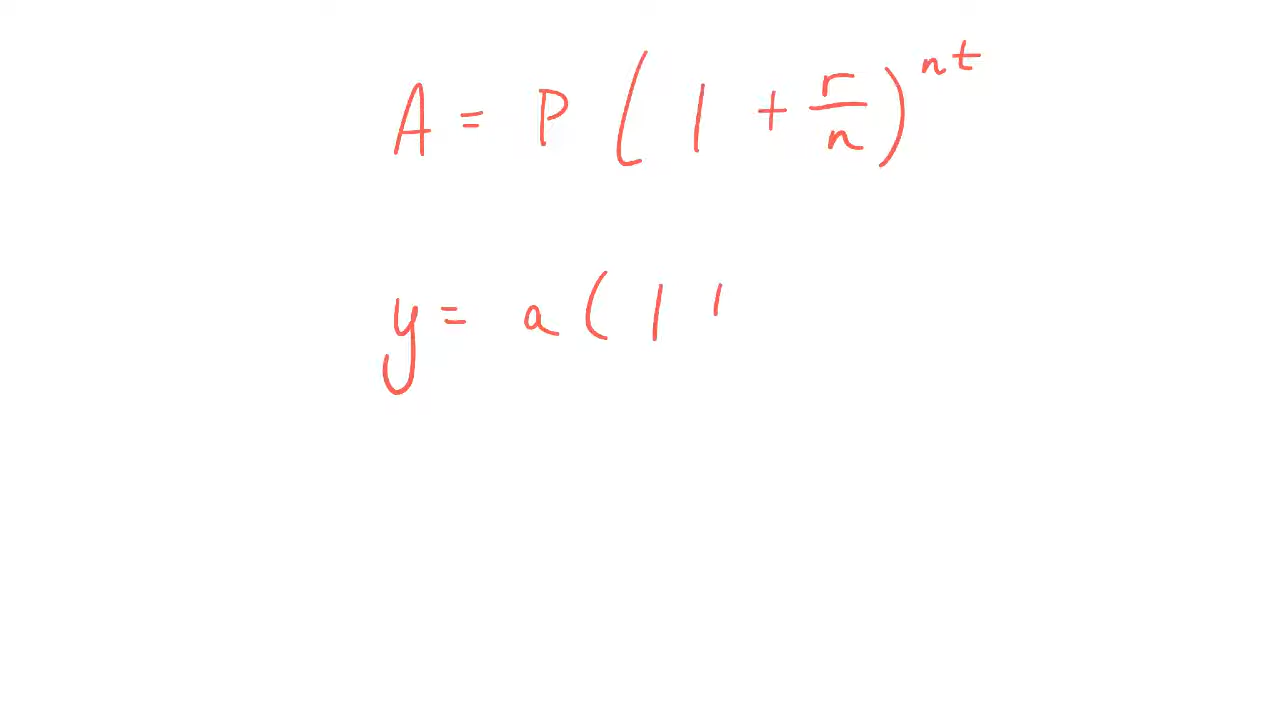 A = P ( 1 + r/n )^nt
y = a ( 1